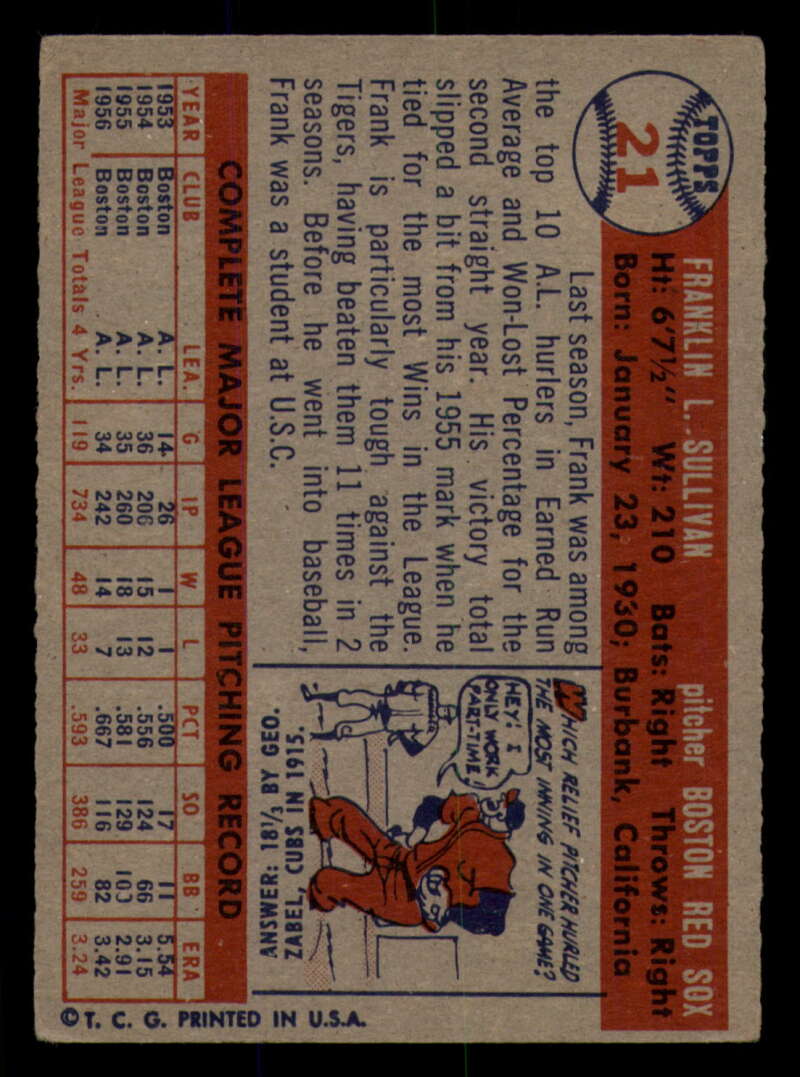 TOPPS
21
FRANKLIN L. SULLIVAN pitcher BOSTON RED SOX
Ht: 6'7½" Wt: 210 Bats: Right Throws: Right
Born: January 23, 1930; Burbank, California
Last season, Frank was among
the top 10 A.L. hurlers in Earned Run
Average and Won-Lost Percentage for the
second straight year. His victory total
slipped a bit from his 1955 mark when he
tied for the most Wins in the League.
Frank is particularly tough against the
Tigers, having beaten them 11 times in 2
seasons. Before he went into baseball,
Frank was a student at U.S.C.
WHICH RELIEF PITCHER HURLED
THE MOST INNING IN ONE GAME?
HEY! I
ONLY WORK
PART-TIME!
ANSWER: 18⅓ BY GEO.
ZABEL, CUBS IN 1915.
COMPLETE MAJOR LEAGUE PITCHING RECORD
YEAR CLUB LEA. G IP W L PCT SO BB ERA
1953 Boston A. L. 14 26 1 1 .500 17 11 5.54
1954 Boston A. L. 36 206 15 12 .556 124 66 3.15
1955 Boston A. L. 35 260 18 13 .581 129 100 2.91
1956 Boston A. L. 34 242 14 7 .667 116 82 3.42
Major League Totals 4 Yrs. 119 734 48 33 .593 386 259 3.24
© T. C. G. PRINTED IN U.S.A.